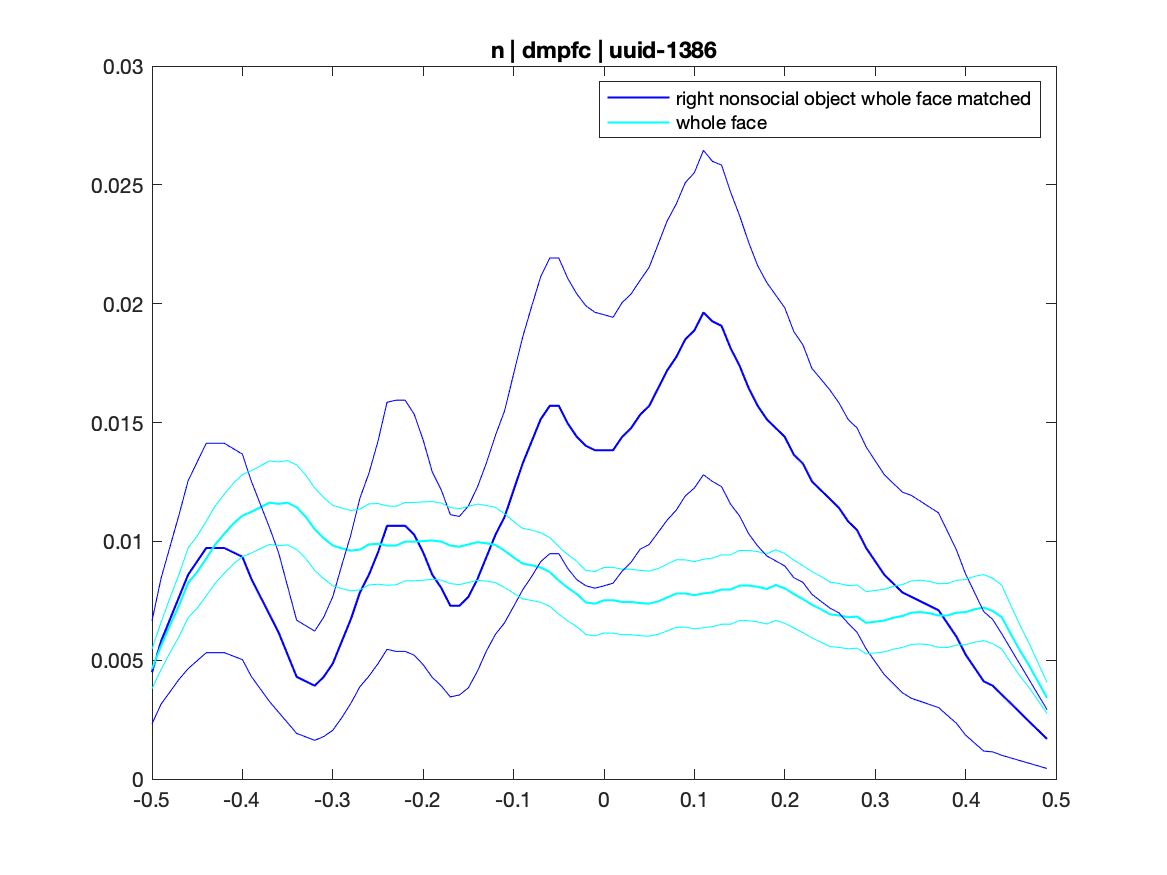 n | dmpfc | uuid-1386
right nonsocial object whole face matched
whole face
0.03
0.025
0.02
0.015
0.01
0.005
0
-0.5 -0.4 -0.3 -0.2 -0.1 0 0.1 0.2 0.3 0.4 0.5